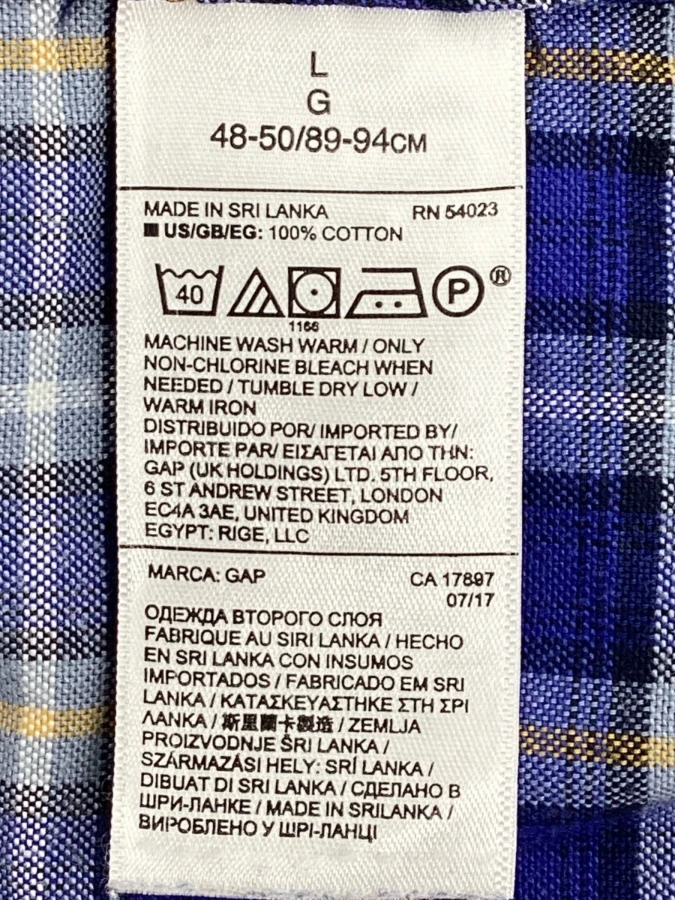 L
G
48-50/89-94CM
MADE IN SRI LANKA RN 54023
US/GB/EG: 100% COTTON
40 P ®
1166
MACHINE WASH WARM / ONLY
NON-CHLORINE BLEACH WHEN
NEEDED / TUMBLE DRY LOW /
WARM IRON
DISTRIBUIDO POR/ IMPORTED BY/
IMPORTE PAR/ ΕΙΣΑΓΕΤΑΙ ΑΠΟ ΤΗΝ:
GAP (UK HOLDINGS) LTD. 5TH FLOOR,
6 ST ANDREW STREET, LONDON
EC4A 3AE, UNITED KINGDOM
EGYPT: RIGE, LLC
MARCA: GAP CA 17897
07/17
ОДЕЖДА ВТОРОГО СЛОЯ
FABRIQUE AU SIRI LANKA / HECHO
EN SRI LANKA CON INSUMOS
IMPORTADOS / FABRICADO EM SRI
LANKA / ΚΑΤΑΣΚΕΥΑΣΤΗΚΕ ΣΤΗ ΣΡΙ
ΛΑΝΚΑ / 斯里蘭卡製造 / ZEMLJA
PROIZVODNJE ŠRI LANKA /
SZÁRMAZÁSI HELY: SRÍ LANKA /
DIBUAT DI SRI LANKA / СДЕЛАНО В
ШРИ-ЛАНКЕ / MADE IN SRILANKA /
ВИРОБЛЕНО У ШРІ-ЛАНЦІ